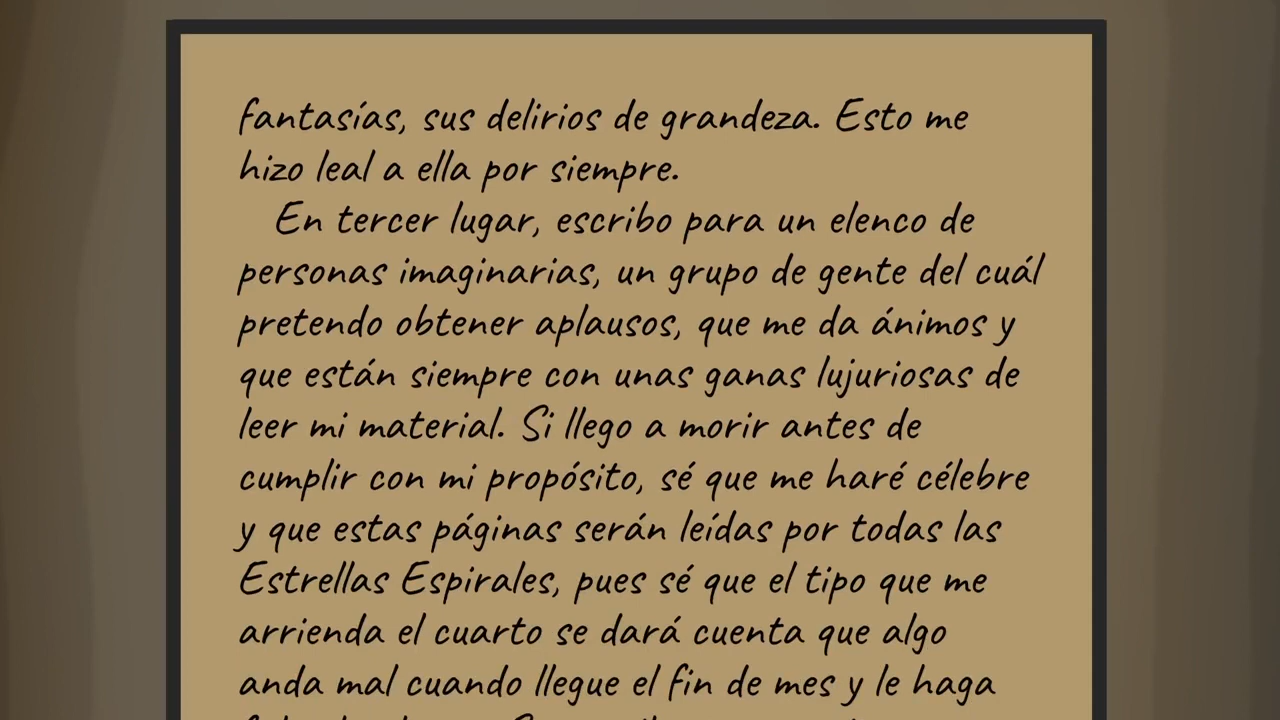 fantasías, sus delirios de grandeza. Esto me
hizo leal a ella por siempre.
En tercer lugar, escribo para un elenco de
personas imaginarias, un grupo de gente del cuál
pretendo obtener aplausos, que me da ánimos y
que están siempre con unas ganas lujuriosas de
leer mi material. Si llego a morir antes de
cumplir con mi propósito, sé que me haré célebre
y que estas páginas serán leídas por todas las
Estrellas Espirales, pues sé que el tipo que me
arrienda el cuarto se dará cuenta que algo
anda mal cuando llegue el fin de mes y le haga